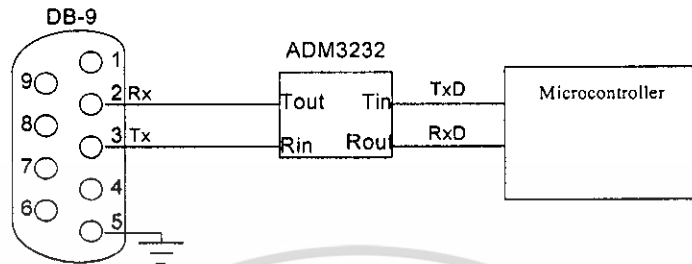 DB-9
ADM3232
1
9
2 Rx
Tout Tin
TxD
Microcontroller
8
3 Tx
Rin Rout
RxD
7
4
6
5